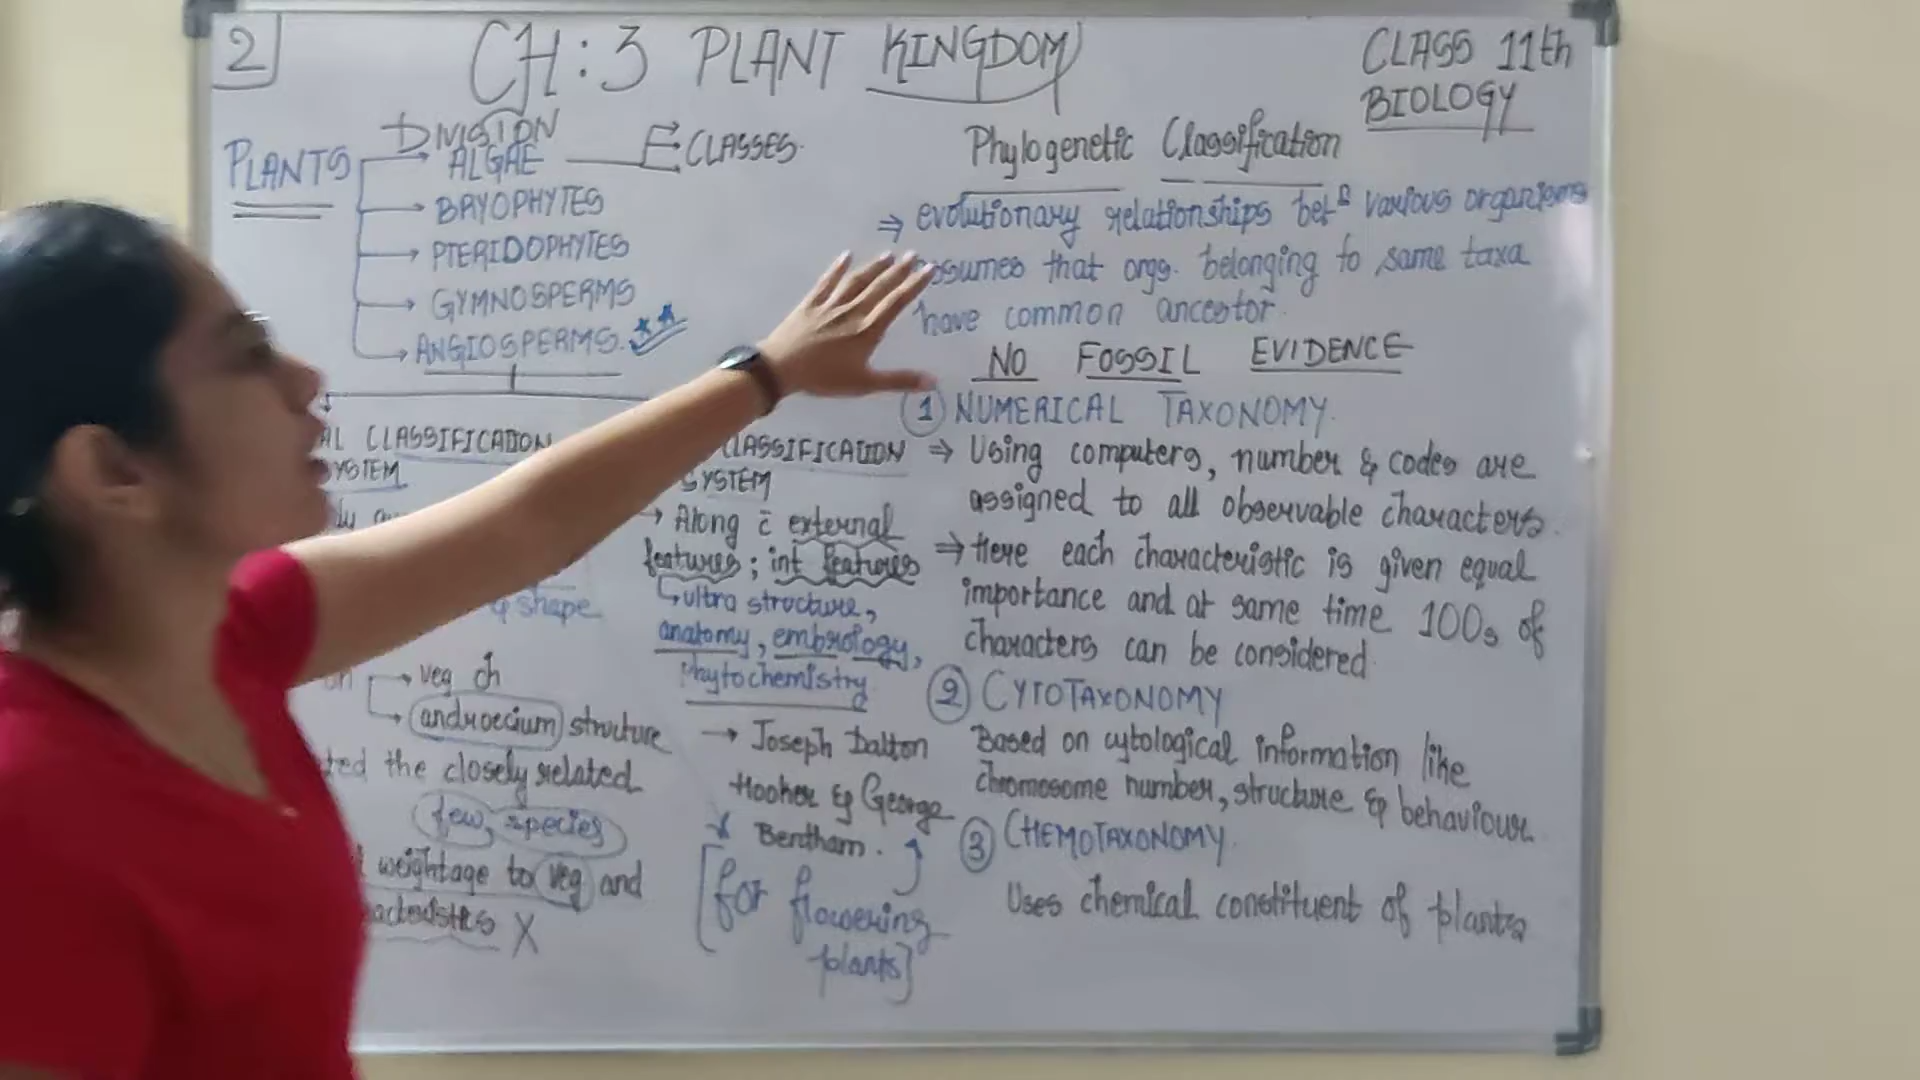 2
CH: 3 PLANT KINGDOM
CLASS 11th
BIOLOGY
DIVISION
PLANTS
ALGAE
CLASSES
BRYOPHYTES
PTERIDOPHYTES
GYMNOSPERMS
ANGIOSPERMS
AL CLASSIFICATION
YSTEM
& shape
veg ch
androecium structure
ted the closely related
few species
weightage to veg and
X
CLASSIFICATION
SYSTEM
→ Along c̄ external
features; int features
ultra structure,
anatomy, embryology,
Phytochemistry
→ Joseph Dalton
Hooker & George
Bentham.
[for flowering
plants]
Phylogenetic Classification
⇒ evolutionary relationships betn various organisms
ssumes that orgs. belonging to same taxa
have common ancestor.
NO FOSSIL EVIDENCE
1 NUMERICAL TAXONOMY.
⇒ Using computers, number & codes are
assigned to all observable characters.
⇒ Here each characteristic is given equal
importance and at same time 100s of
characters can be considered.
2 CYTOTAXONOMY
Based on cytological information like
chromosome number, structure & behaviour
3 CHEMOTAXONOMY.
Uses chemical constituent of plants